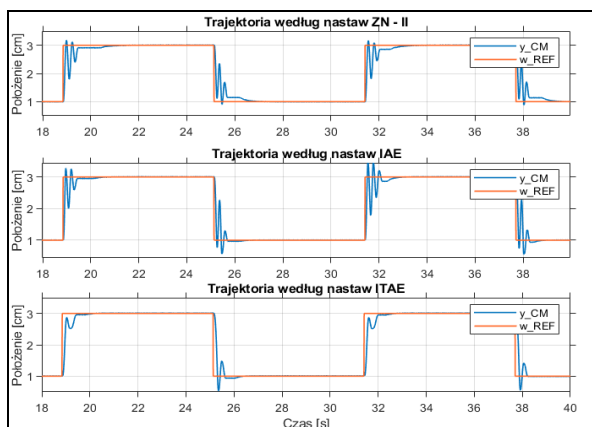 Trajektoria według nastaw ZN - II
Położenie [cm]
3
2
1
y_CM
w_REF
18 20 22 24 26 28 30 32 34 36 38 40
Trajektoria według nastaw IAE
Położenie [cm]
3
2
1
y_CM
w_REF
18 20 22 24 26 28 30 32 34 36 38 40
Trajektoria według nastaw ITAE
Położenie [cm]
3
2
1
y_CM
w_REF
18 20 22 24 26 28 30 32 34 36 38 40
Czas [s]